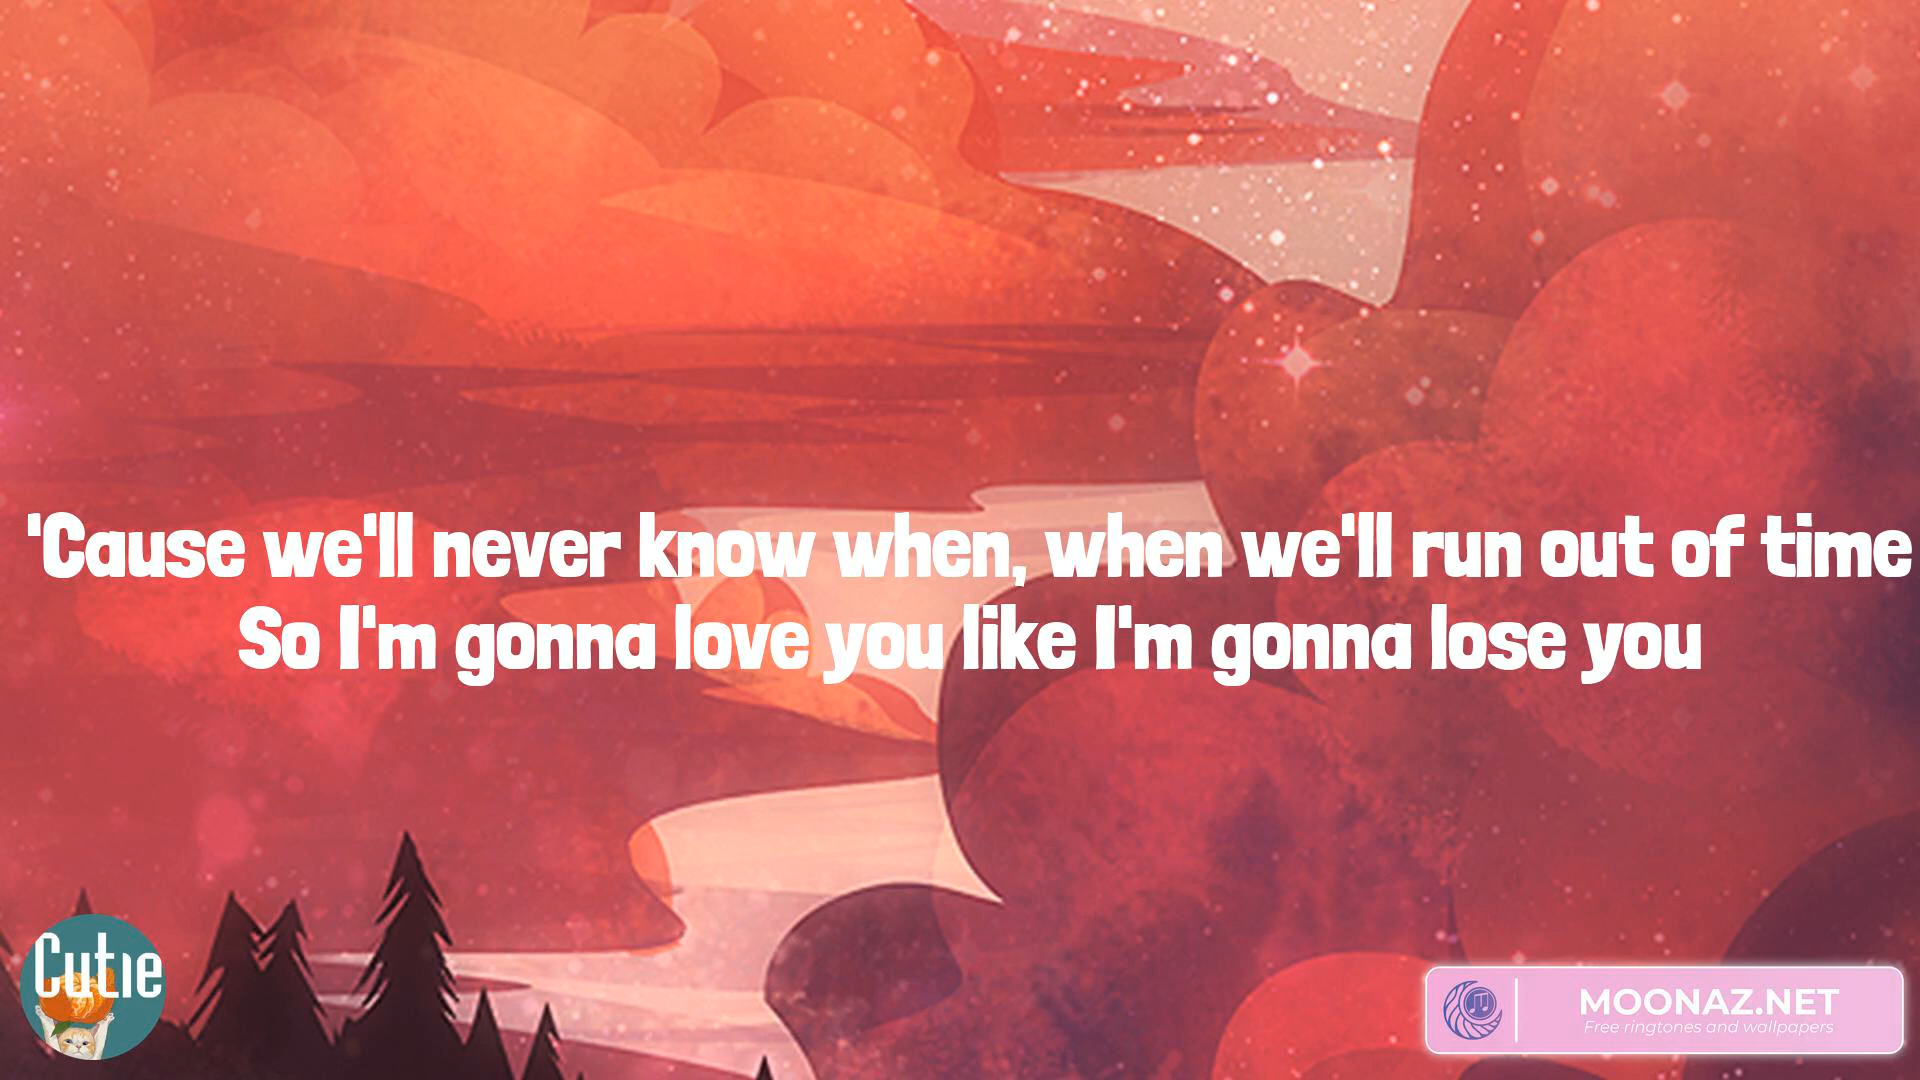 'Cause we'll never know when, when we'll run out of time
So I'm gonna love you like I'm gonna lose you
Cutie
MOONAZ.NET
Free ringtones and wallpapers